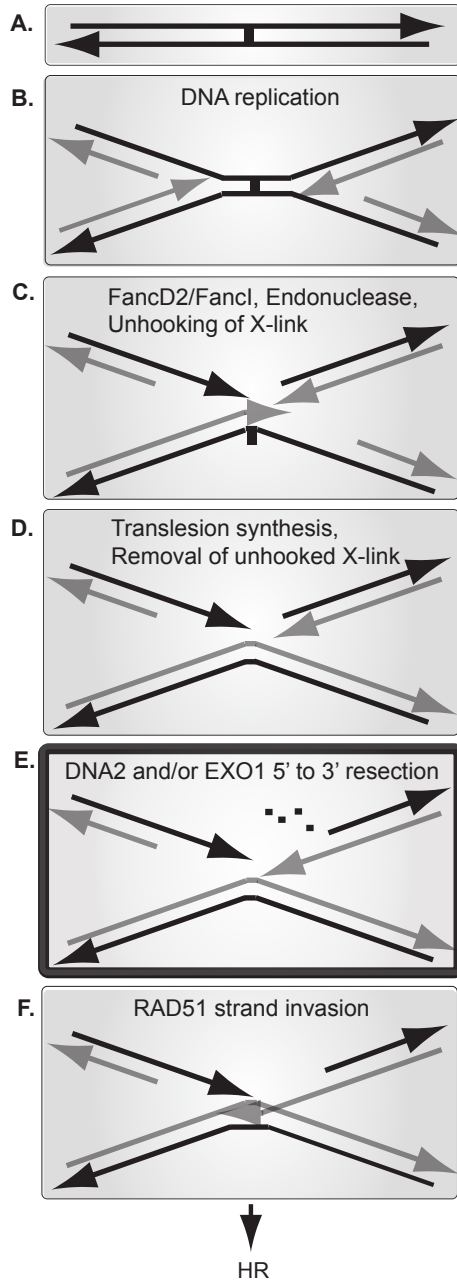 A.
B.
DNA replication
C.
FancD2/FancI, Endonuclease,
Unhooking of X-link
D.
Translesion synthesis,
Removal of unhooked X-link
E.
DNA2 and/or EXO1 5' to 3' resection
F.
RAD51 strand invasion
HR